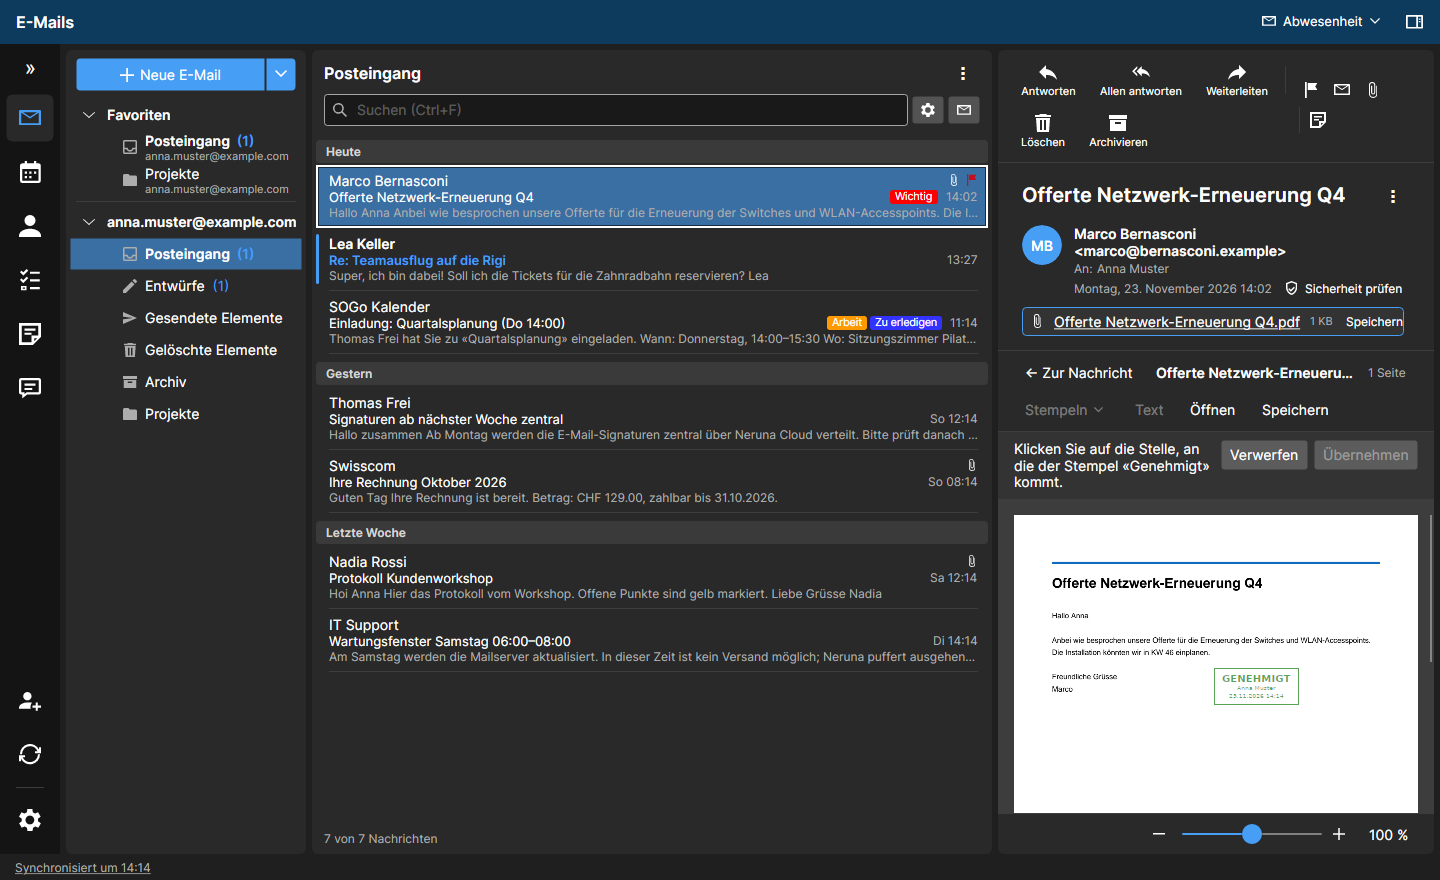 E-Mails
Abwesenheit
Neue E-Mail
Favoriten
Posteingang (1)
anna.muster@example.com
Projekte
anna.muster@example.com
anna.muster@example.com
Posteingang (1)
Entwürfe (1)
Gesendete Elemente
Gelöschte Elemente
Archiv
Projekte
Posteingang
Suchen (Ctrl+F)
Heute
Marco Bernasconi
Offerte Netzwerk-Erneuerung Q4 Wichtig 14:02
Hallo Anna Anbei wie besprochen unsere Offerte für die Erneuerung der Switches und WLAN-Accesspoints. Die I...
Lea Keller
Re: Teamausflug auf die Rigi 13:27
Super, ich bin dabei! Soll ich die Tickets für die Zahnradbahn reservieren? Lea
SOGo Kalender
Einladung: Quartalsplanung (Do 14:00) Arbeit Zu erledigen 11:14
Thomas Frei hat Sie zu «Quartalsplanung» eingeladen. Wann: Donnerstag, 14:00–15:30 Wo: Sitzungszimmer Pilat...
Gestern
Thomas Frei
Signaturen ab nächster Woche zentral So 12:14
Hallo zusammen Ab Montag werden die E-Mail-Signaturen zentral über Neruna Cloud verteilt. Bitte prüft danach ...
Swisscom
Ihre Rechnung Oktober 2026 So 08:14
Guten Tag Ihre Rechnung ist bereit. Betrag: CHF 129.00, zahlbar bis 31.10.2026.
Letzte Woche
Nadia Rossi
Protokoll Kundenworkshop Sa 12:14
Hoi Anna Hier das Protokoll vom Workshop. Offene Punkte sind gelb markiert. Liebe Grüsse Nadia
IT Support
Wartungsfenster Samstag 06:00–08:00 Di 14:14
Am Samstag werden die Mailserver aktualisiert. In dieser Zeit ist kein Versand möglich; Neruna puffert ausgehen...
7 von 7 Nachrichten
Antworten Allen antworten Weiterleiten
Löschen Archivieren
Offerte Netzwerk-Erneuerung Q4
MB
Marco Bernasconi
<marco@bernasconi.example>
An: Anna Muster
Montag, 23. November 2026 14:02 Sicherheit prüfen
Offerte Netzwerk-Erneuerung Q4.pdf 1 KB Speichern
Zur Nachricht Offerte Netzwerk-Erneueru... 1 Seite
Stempeln Text Öffnen Speichern
Klicken Sie auf die Stelle, an
die der Stempel «Genehmigt»
kommt.
Verwerfen Übernehmen
Offerte Netzwerk-Erneuerung Q4
Hallo Anna
Anbei wie besprochen unsere Offerte für die Erneuerung der Switches und WLAN-Accesspoints.
Die Installation könnten wir in KW 46 einplanen.
Freundliche Grüsse
Marco
GENEHMIGT
Anna Muster
23.11.2026 14:14
100 %
Synchronisiert um 14:14